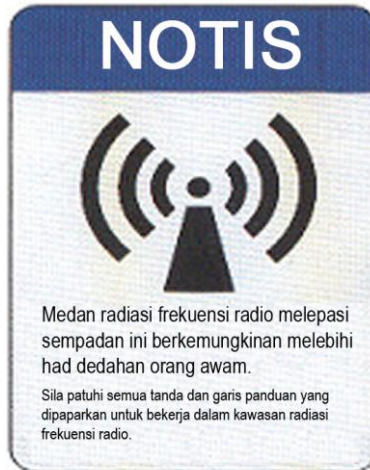 NOTIS
Medan radiasi frekuensi radio melepasi
sempadan ini berkemungkinan melebihi
had dedahan orang awam.
Sila patuhi semua tanda dan garis panduan yang
dipaparkan untuk bekerja dalam kawasan radiasi
frekuensi radio.